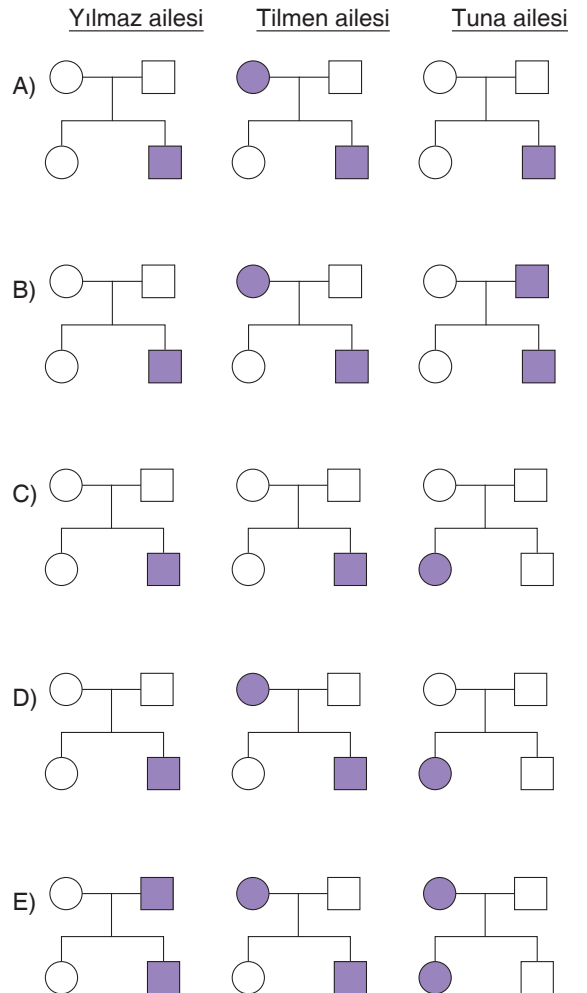 Yılmaz ailesi Tilmen ailesi Tuna ailesi
A)
B)
C)
D)
E)